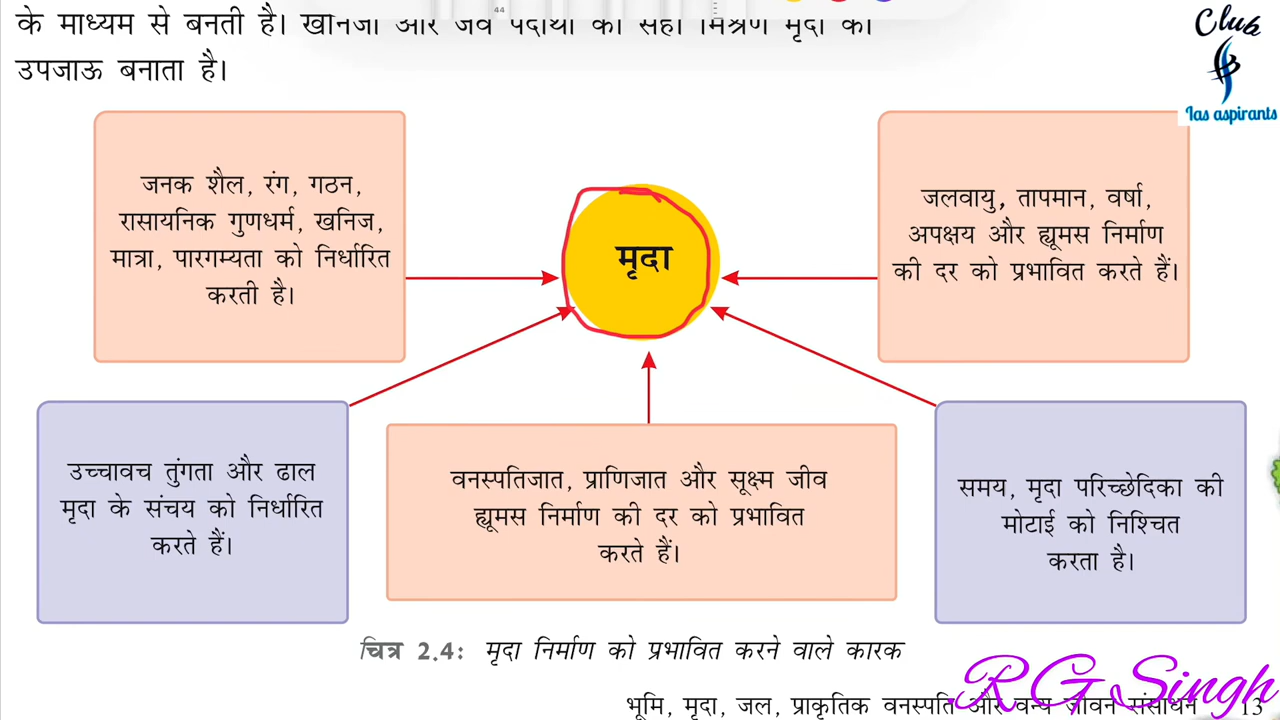 के माध्यम से बनती है। खनिजों और जैव पदार्थों का सही मिश्रण मृदा को
उपजाऊ बनाता है।
44
Club
Ias aspirants
जनक शैल, रंग, गठन,
रासायनिक गुणधर्म, खनिज,
मात्रा, पारगम्यता को निर्धारित
करती है।
मृदा
जलवायु, तापमान, वर्षा,
अपक्षय और ह्यूमस निर्माण
की दर को प्रभावित करते हैं।
उच्चावच तुंगता और ढाल
मृदा के संचय को निर्धारित
करते हैं।
वनस्पतिजात, प्राणिजात और सूक्ष्म जीव
ह्यूमस निर्माण की दर को प्रभावित
करते हैं।
समय, मृदा परिच्छेदिका की
मोटाई को निश्चित
करता है।
चित्र 2.4: मृदा निर्माण को प्रभावित करने वाले कारक
RG Singh
भूमि, मृदा, जल, प्राकृतिक वनस्पति और वन्य जीवन संसाधन 13